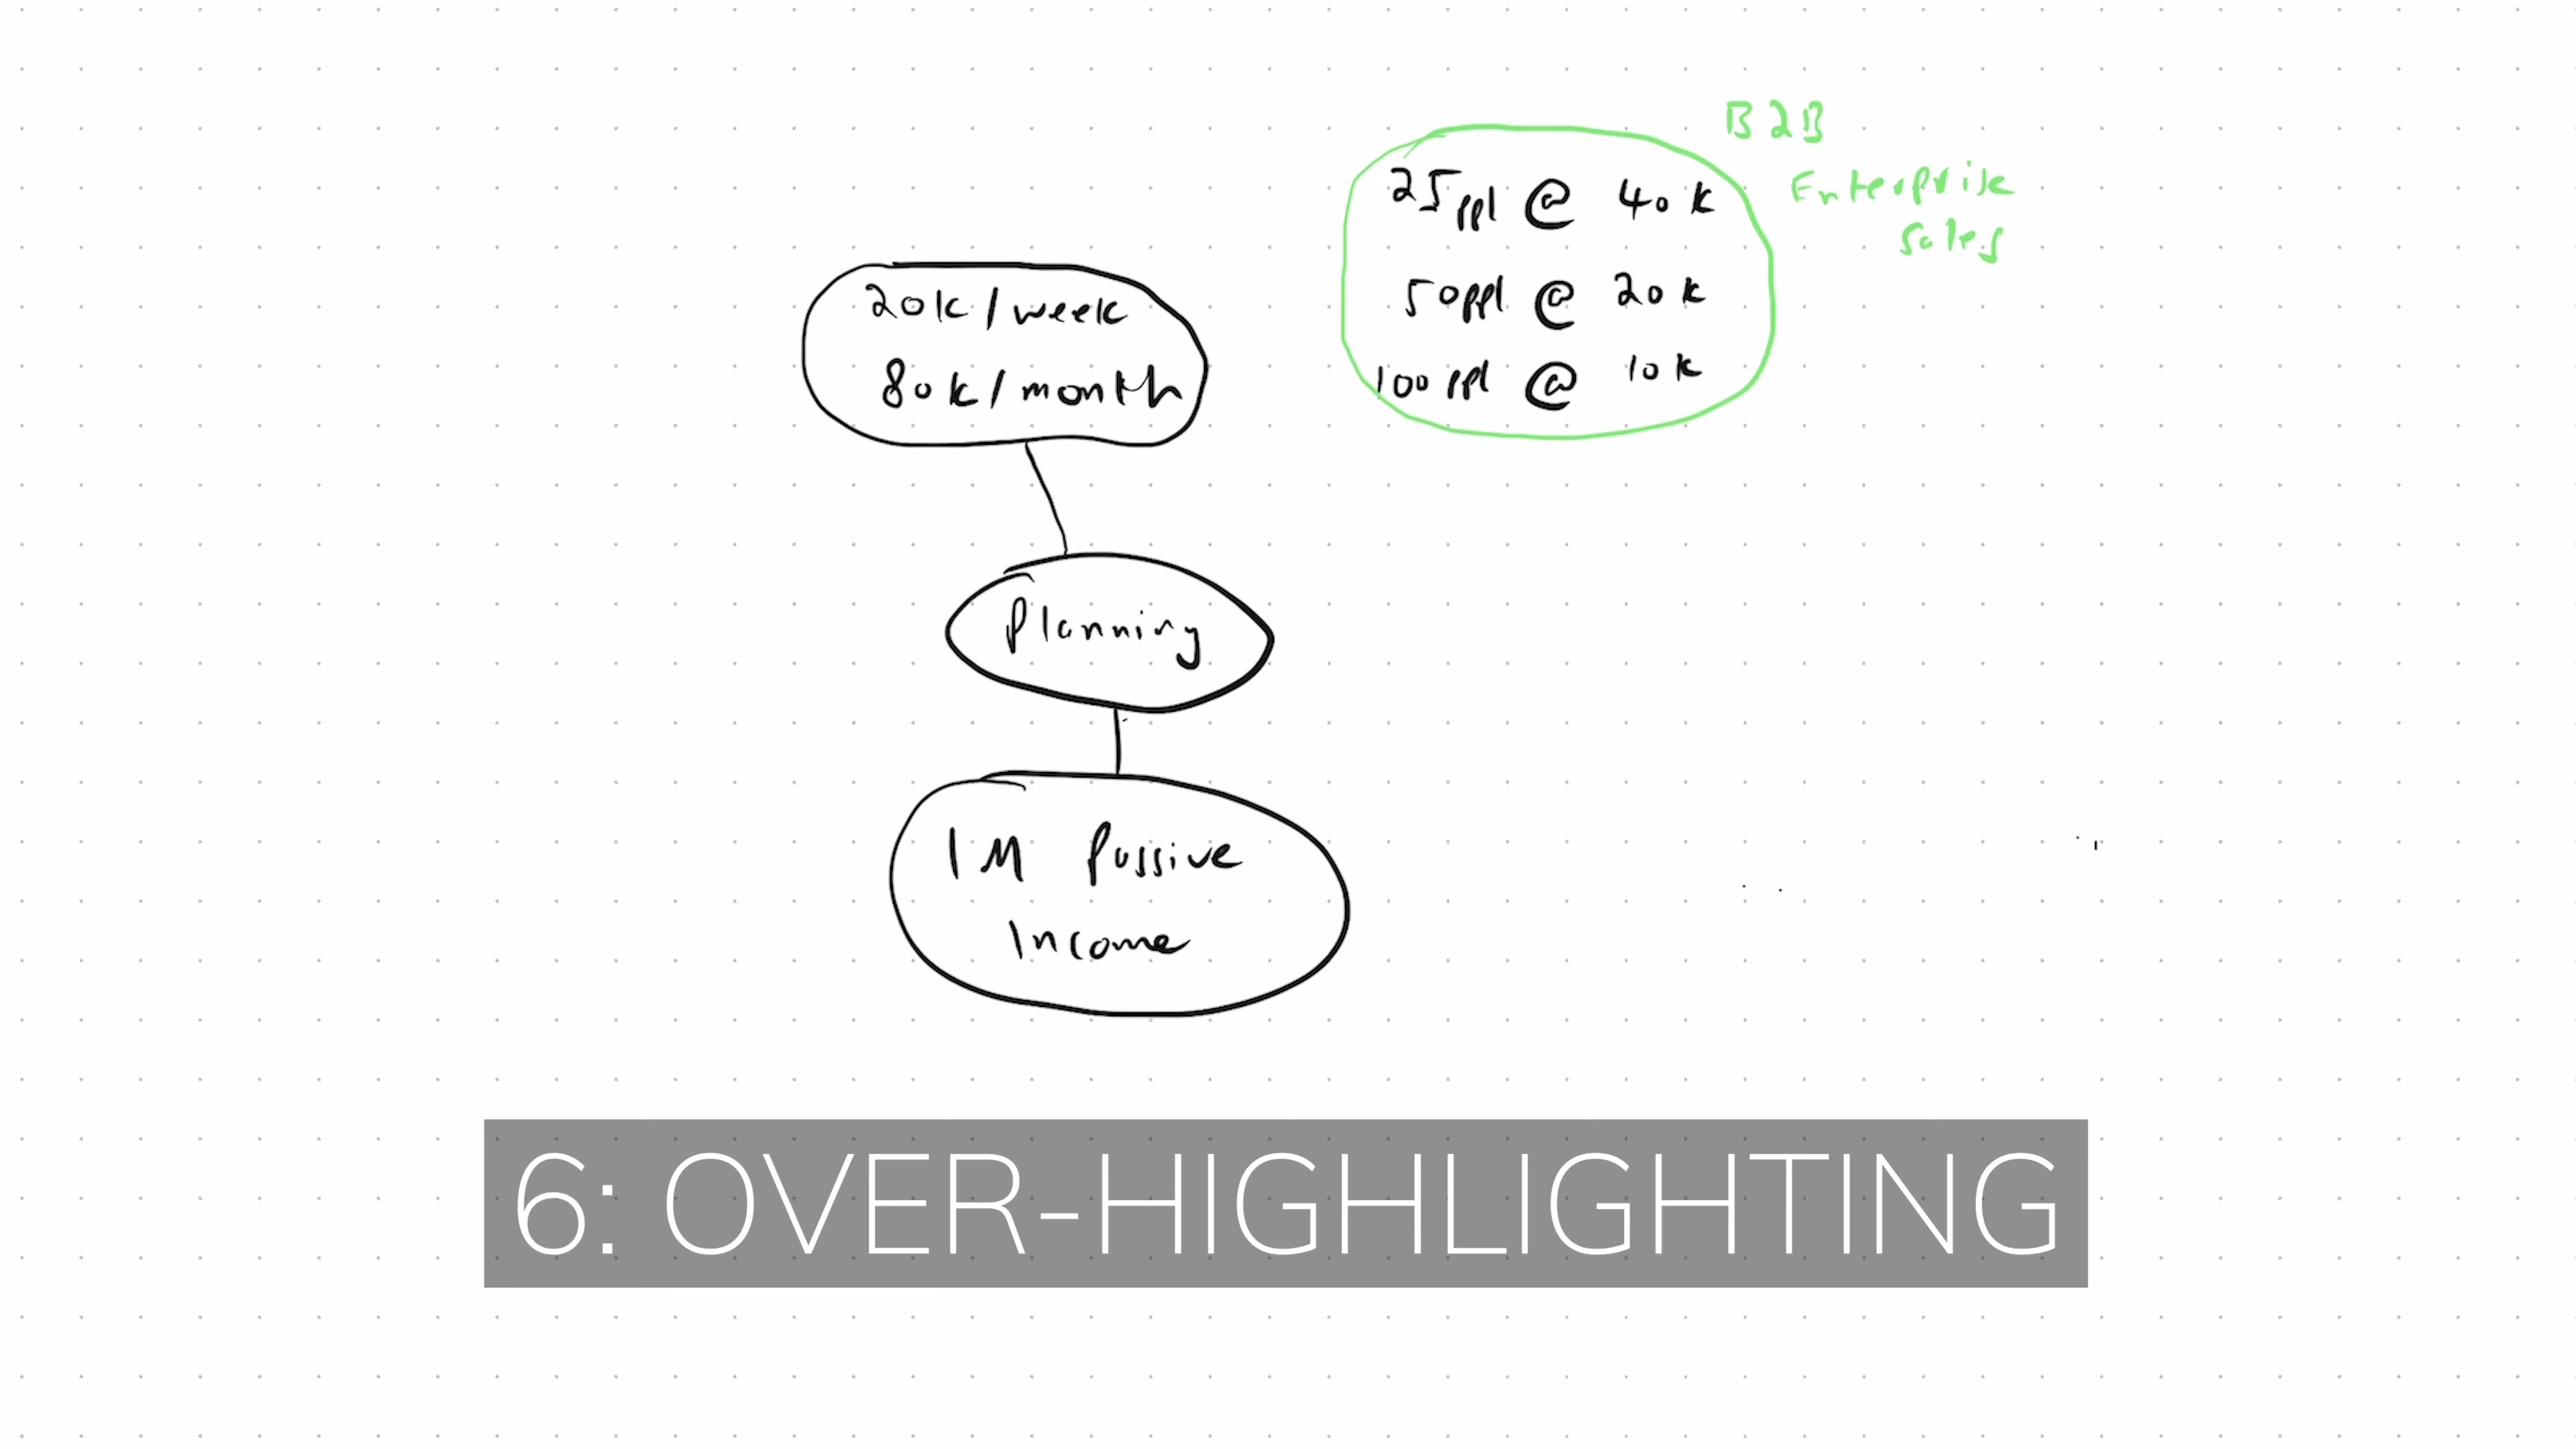 20k/week
80k/month
25ppl @ 40k
50ppl @ 20k
100ppl @ 10k
B2B
Enterprise
Sales
Planning
1M Passive
Income
6: OVER-HIGHLIGHTING